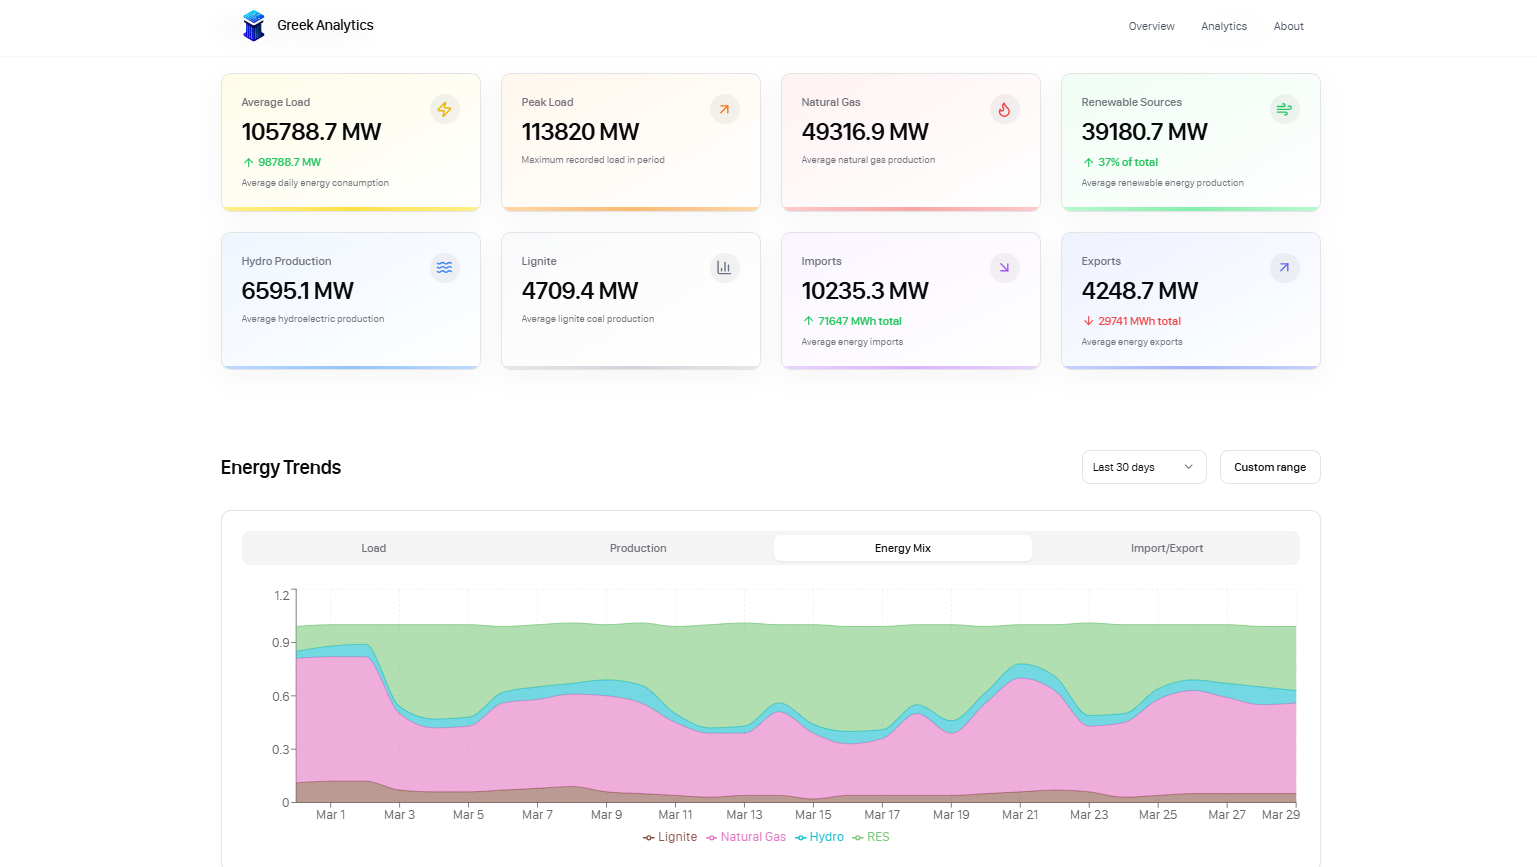 Greek Analytics
Overview Analytics About
Average Load
105788.7 MW
98788.7 MW
Average daily energy consumption
Peak Load
113820 MW
Maximum recorded load in period
Natural Gas
49316.9 MW
Average natural gas production
Renewable Sources
39180.7 MW
37% of total
Average renewable energy production
Hydro Production
6595.1 MW
Average hydroelectric production
Lignite
4709.4 MW
Average lignite coal production
Imports
10235.3 MW
71647 MWh total
Average energy imports
Exports
4248.7 MW
29741 MWh total
Average energy exports
Energy Trends
Last 30 days
Custom range
Load Production Energy Mix Import/Export
1.2
0.9
0.6
0.3
0
Mar 1 Mar 3 Mar 5 Mar 7 Mar 9 Mar 11 Mar 13 Mar 15 Mar 17 Mar 19 Mar 21 Mar 23 Mar 25 Mar 27 Mar 29
Lignite Natural Gas Hydro RES